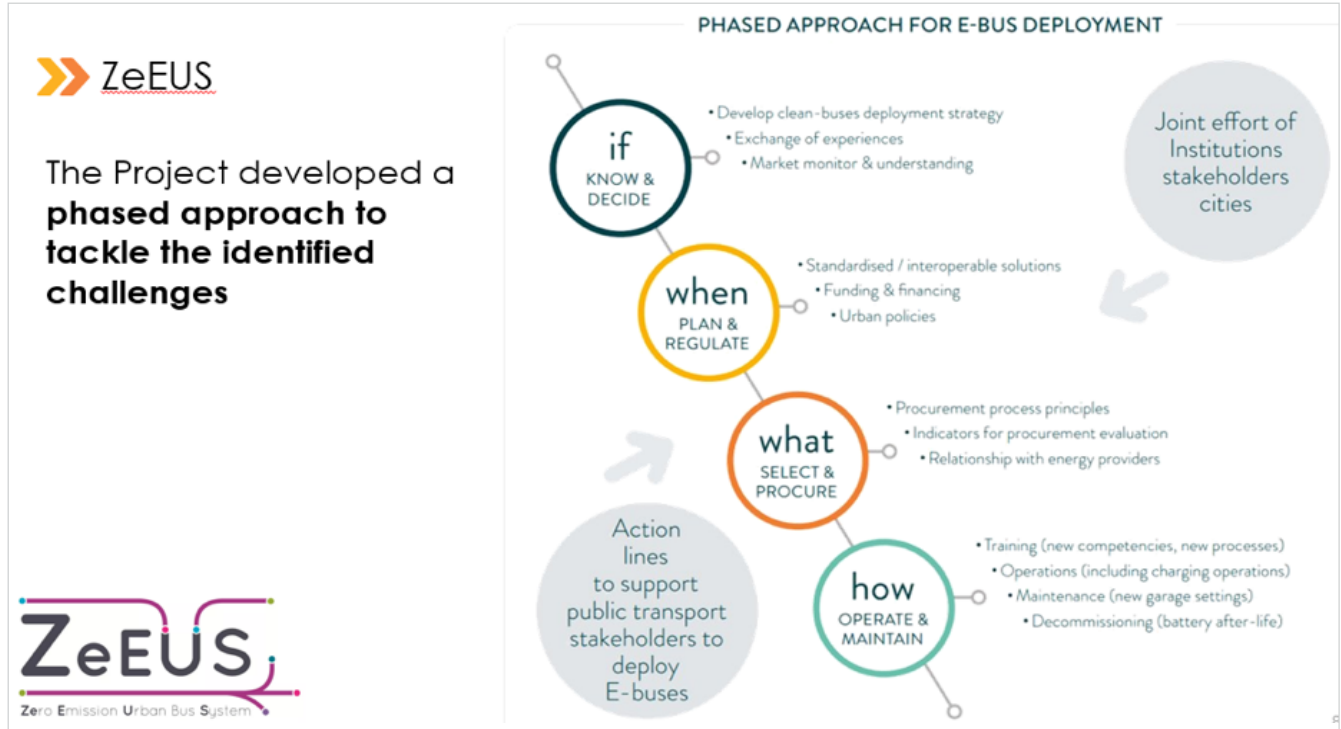 ZeEUS
The Project developed a
phased approach to
tackle the identified
challenges
ZeEUS
Zero Emission Urban Bus System
PHASED APPROACH FOR E-BUS DEPLOYMENT
if
KNOW &
DECIDE
• Develop clean-buses deployment strategy
• Exchange of experiences
• Market monitor & understanding
Joint effort of
Institutions
stakeholders
cities
when
PLAN &
REGULATE
• Standardised / interoperable solutions
• Funding & financing
• Urban policies
what
SELECT &
PROCURE
• Procurement process principles
• Indicators for procurement evaluation
• Relationship with energy providers
Action
lines
to support
public transport
stakeholders to
deploy
E-buses
how
OPERATE &
MAINTAIN
• Training (new competencies, new processes)
• Operations (including charging operations)
• Maintenance (new garage settings)
• Decommissioning (battery after-life)